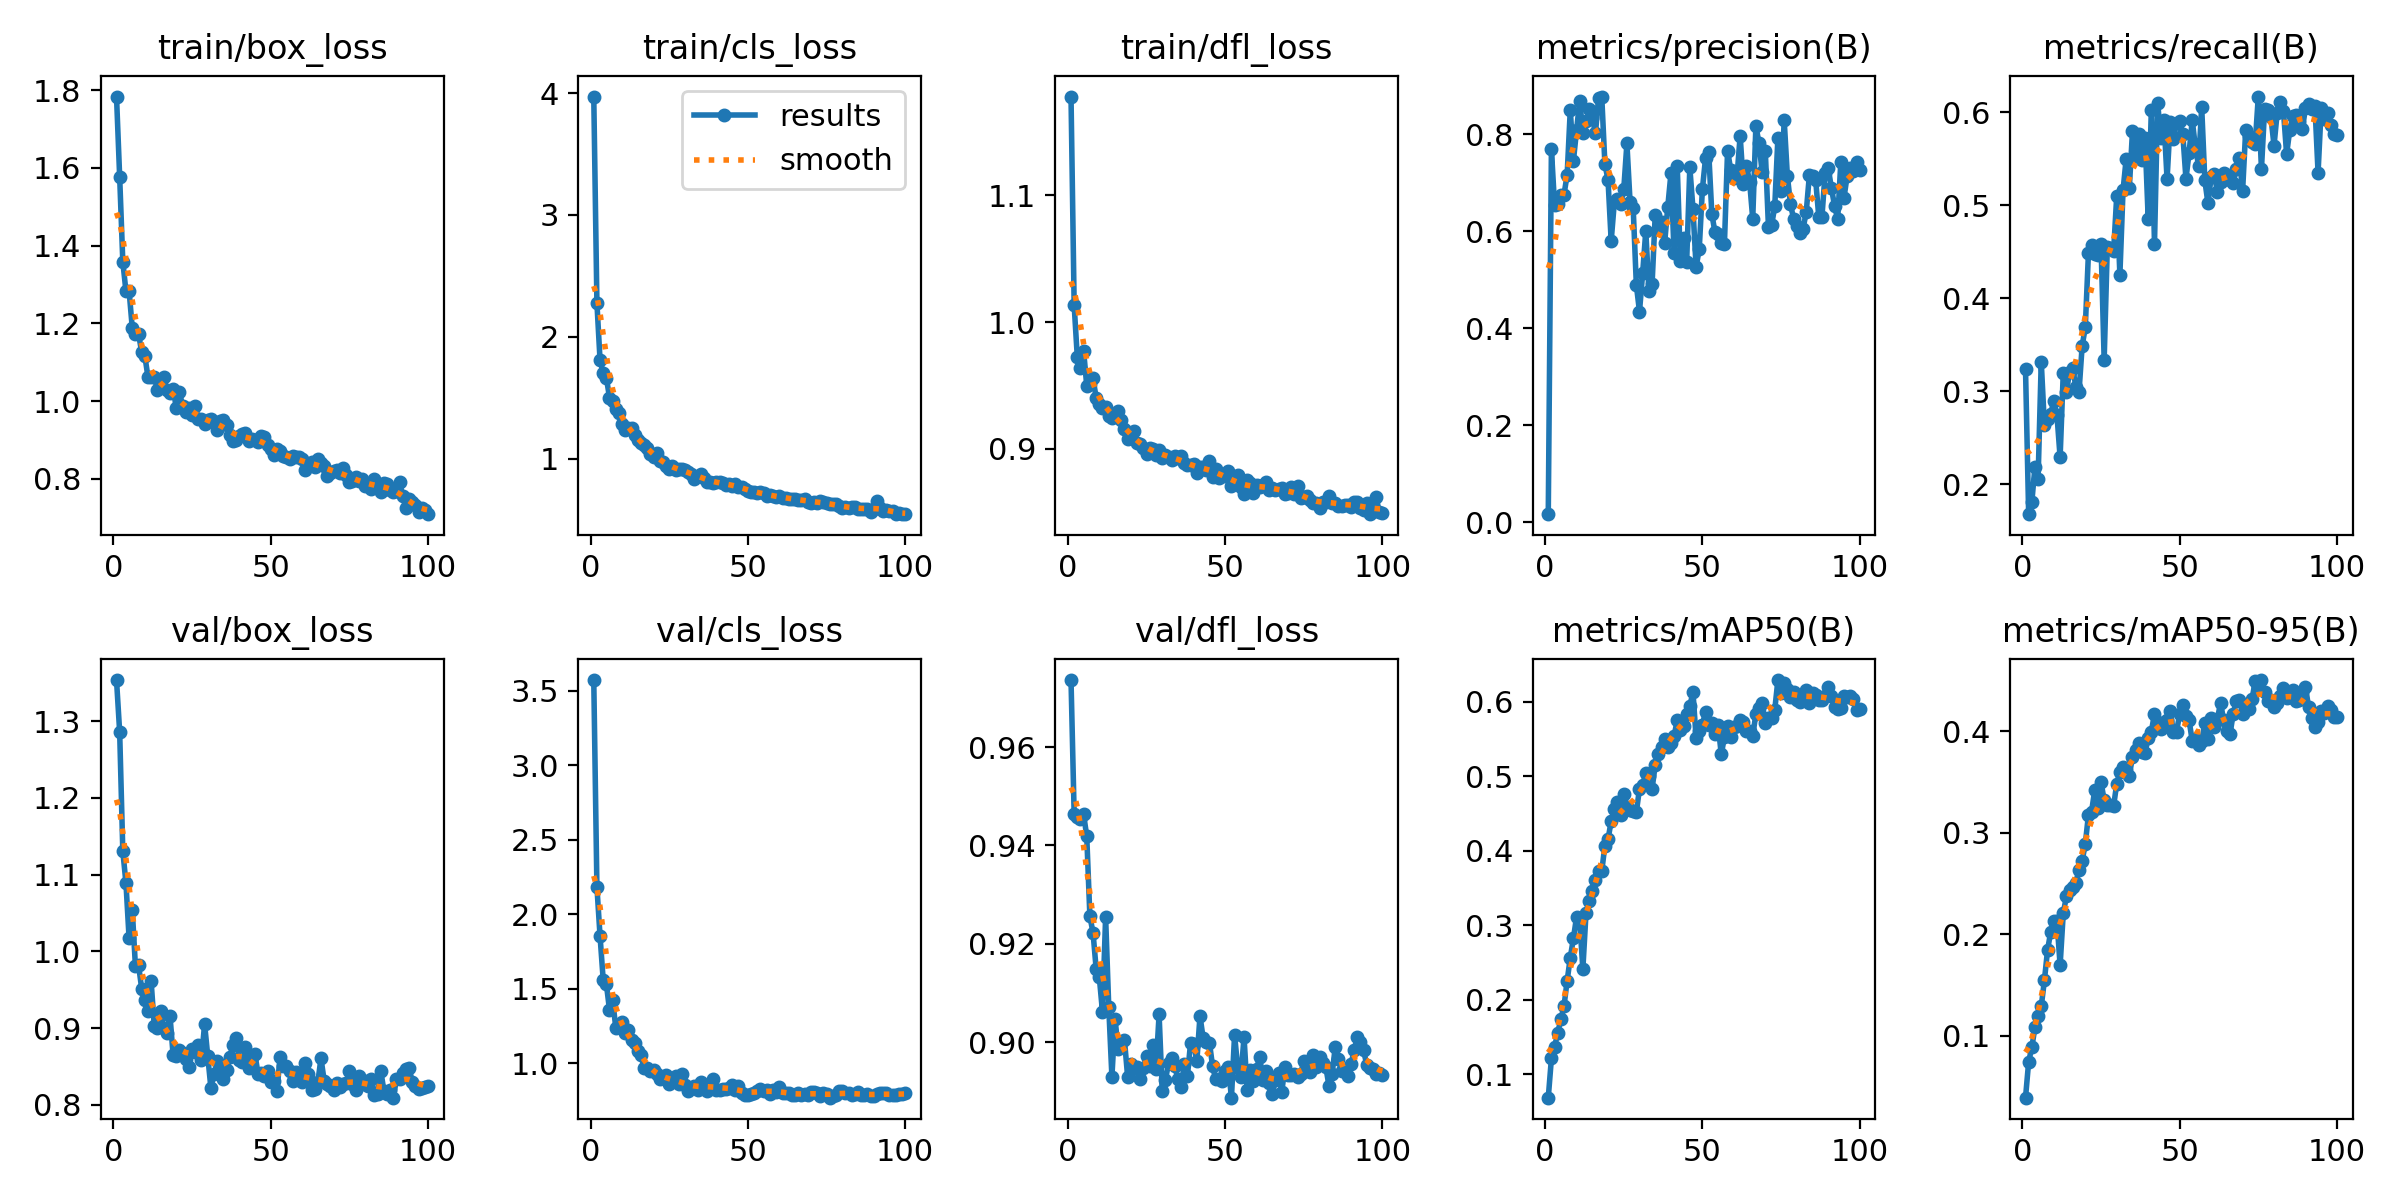 train/box_loss
1.8
1.6
1.4
1.2
1.0
0.8
0 50 100
train/cls_loss
4
3
2
1
0 50 100
results
smooth
train/dfl_loss
1.1
1.0
0.9
0 50 100
metrics/precision(B)
0.8
0.6
0.4
0.2
0.0
0 50 100
metrics/recall(B)
0.6
0.5
0.4
0.3
0.2
0 50 100
val/box_loss
1.3
1.2
1.1
1.0
0.9
0.8
0 50 100
val/cls_loss
3.5
3.0
2.5
2.0
1.5
1.0
0 50 100
val/dfl_loss
0.96
0.94
0.92
0.90
0 50 100
metrics/mAP50(B)
0.6
0.5
0.4
0.3
0.2
0.1
0 50 100
metrics/mAP50-95(B)
0.4
0.3
0.2
0.1
0 50 100